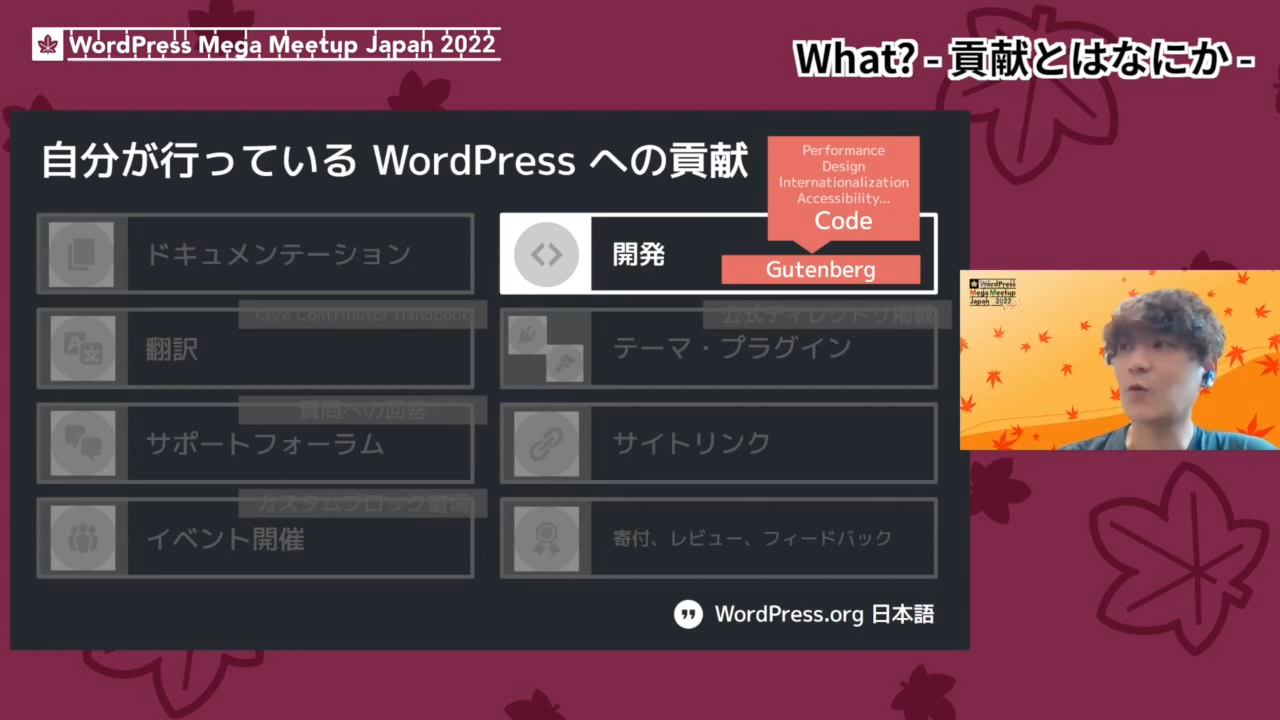 WordPress Mega Meetup Japan 2022
What? - 貢献とはなにか -
自分が行っている WordPress への貢献
Performance
Design
Internationalization
Accessibility...
Code
ドキュメンテーション
開発
Gutenberg
Core Contributor Handbook
翻訳
公式ディレクトリ掲載
テーマ・プラグイン
質問への回答
サポートフォーラム
サイトリンク
カスタムブロック道場
イベント開催
寄付、レビュー、フィードバック
WordPress.org 日本語
WordPress
Mega Meetup
Japan 2022